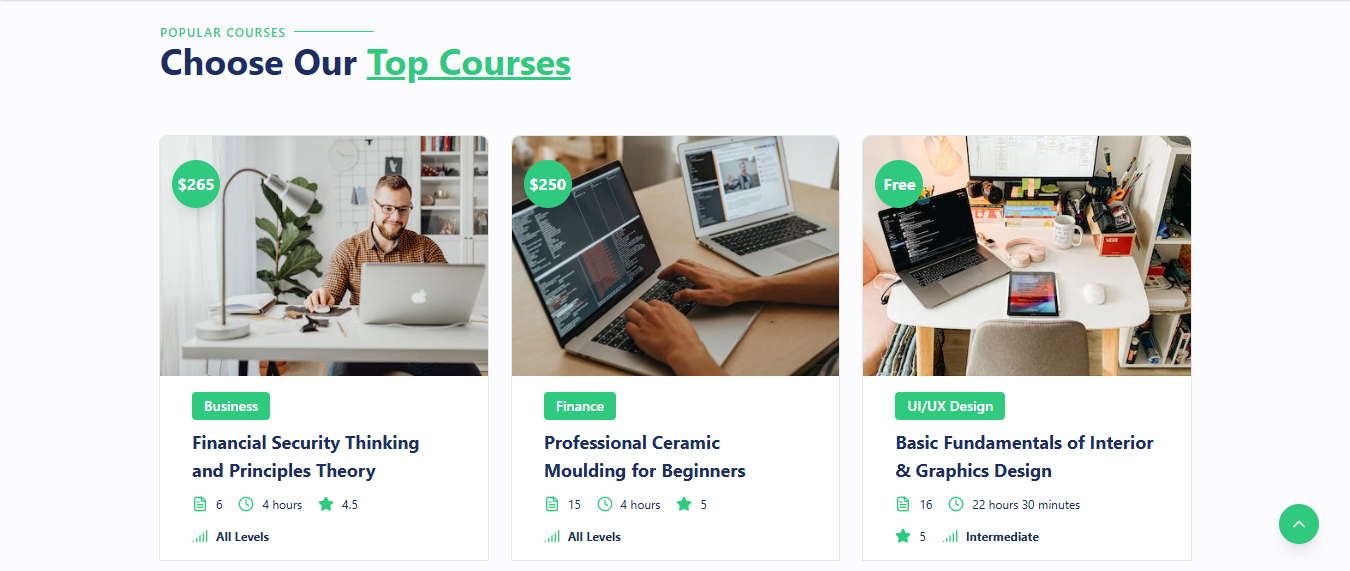 POPULAR COURSES
Choose Our Top Courses
$265
$250
Free
Business
Financial Security Thinking
and Principles Theory
6 4 hours 4.5
All Levels
Finance
Professional Ceramic
Moulding for Beginners
15 4 hours 5
All Levels
UI/UX Design
Basic Fundamentals of Interior
& Graphics Design
16 22 hours 30 minutes
5 Intermediate